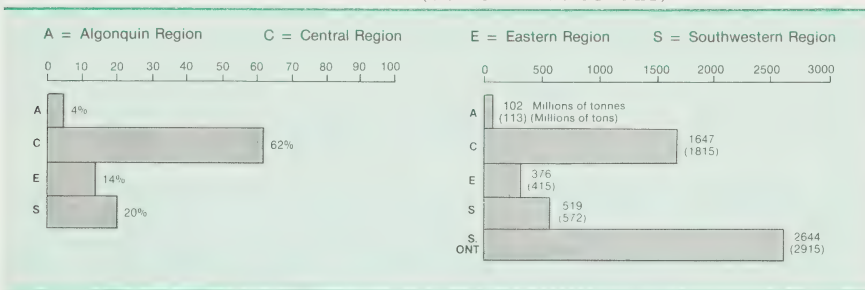 A = Algonquin Region C = Central Region E = Eastern Region S = Southwestern Region
0 10 20 30 40 50 60 70 80 90 100
A 4%
C 62%
E 14%
S 20%
0 500 1000 1500 2000 2500 3000
A 102 Millions of tonnes
(113) (Millions of tons)
C 1647
(1815)
E 376
(415)
S 519
(572)
S. ONT 2644
(2915)